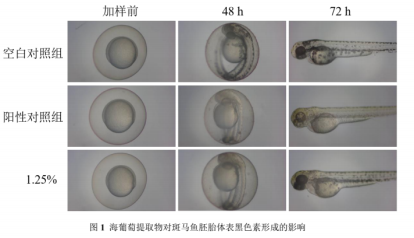 加样前 48 h 72 h
空白对照组
阳性对照组
1.25%
图 1 海葡萄提取物对斑马鱼胚胎体表黑色素形成的影响